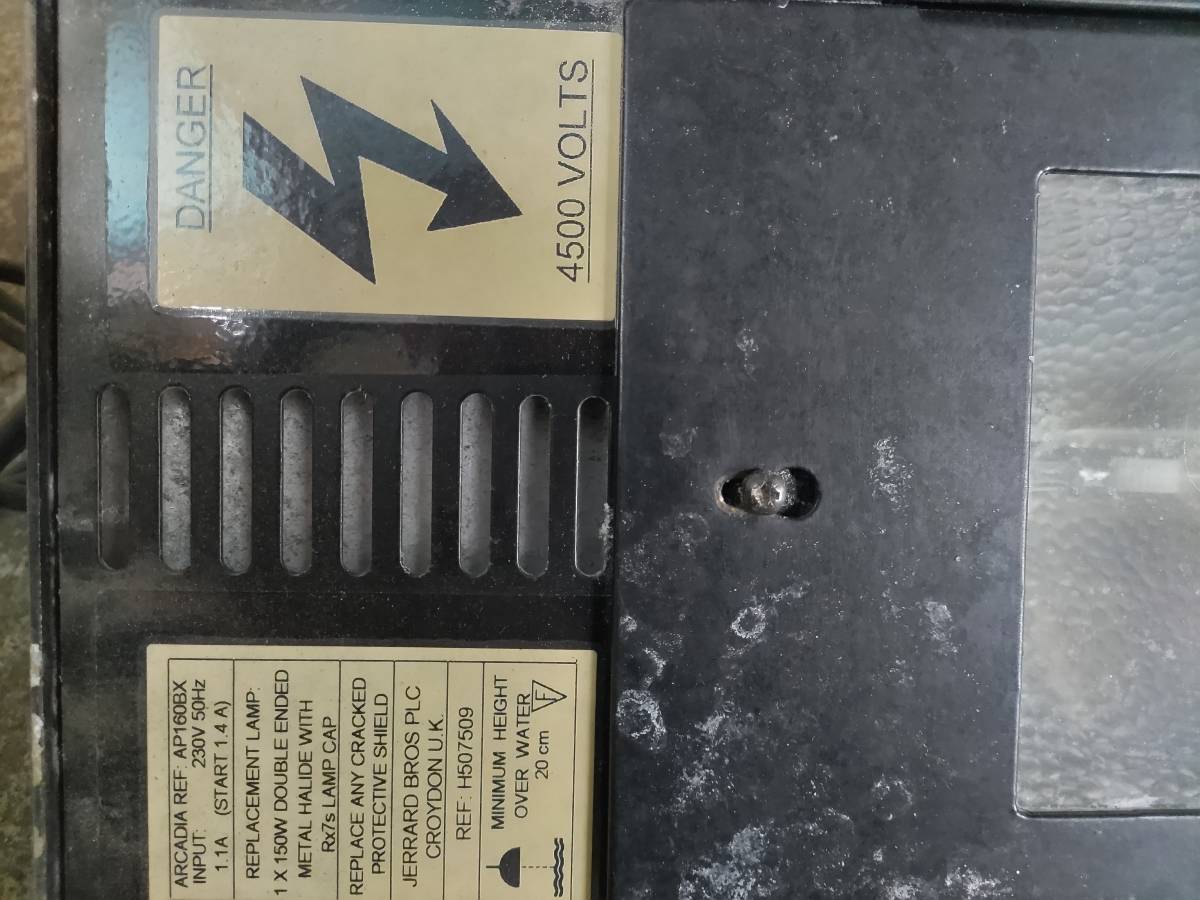 DANGER
4500 VOLTS
ARCADIA REF: AP160BX
INPUT: 230V 50Hz
1.1A (START 1.4 A)
REPLACEMENT LAMP:
1 X 150W DOUBLE ENDED
METAL HALIDE WITH
Rx7s LAMP CAP
REPLACE ANY CRACKED
PROTECTIVE SHIELD
JERRARD BROS PLC
CROYDON U.K.
REF: H507509
MINIMUM HEIGHT
OVER WATER
20 cm
F